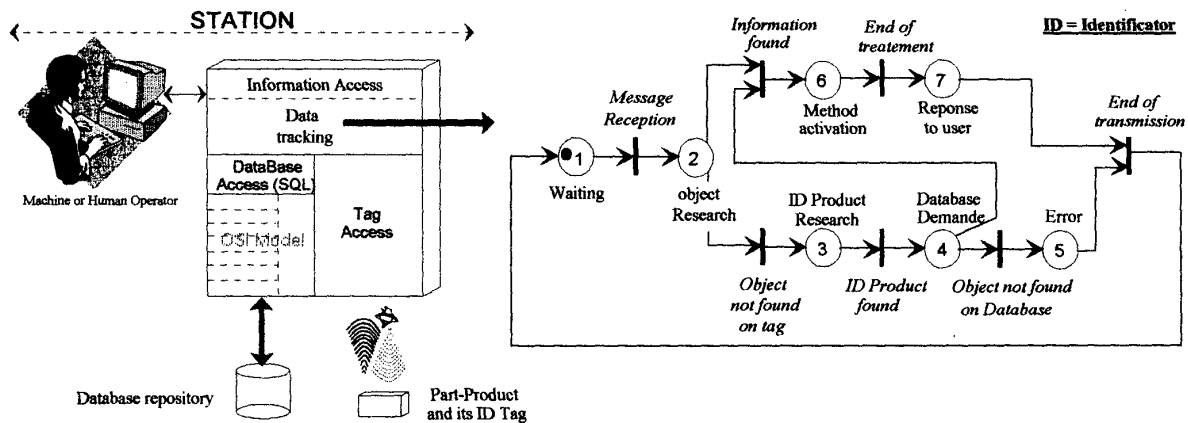 STATION
Information Access
Data
tracking
DataBase
Access (SQL)
OSI Model
Tag
Access
Machine or Human Operator
Database repository
Part-Product
and its ID Tag
ID = Identificator
Information
found
End of
treatement
Message
Reception
6
7
Method
activation
Reponse
to user
End of
transmission
1
2
Waiting
object
Research
ID Product
Research
Database
Demande
Error
3
4
5
Object
not found
on tag
ID Product
found
Object not found
on Database